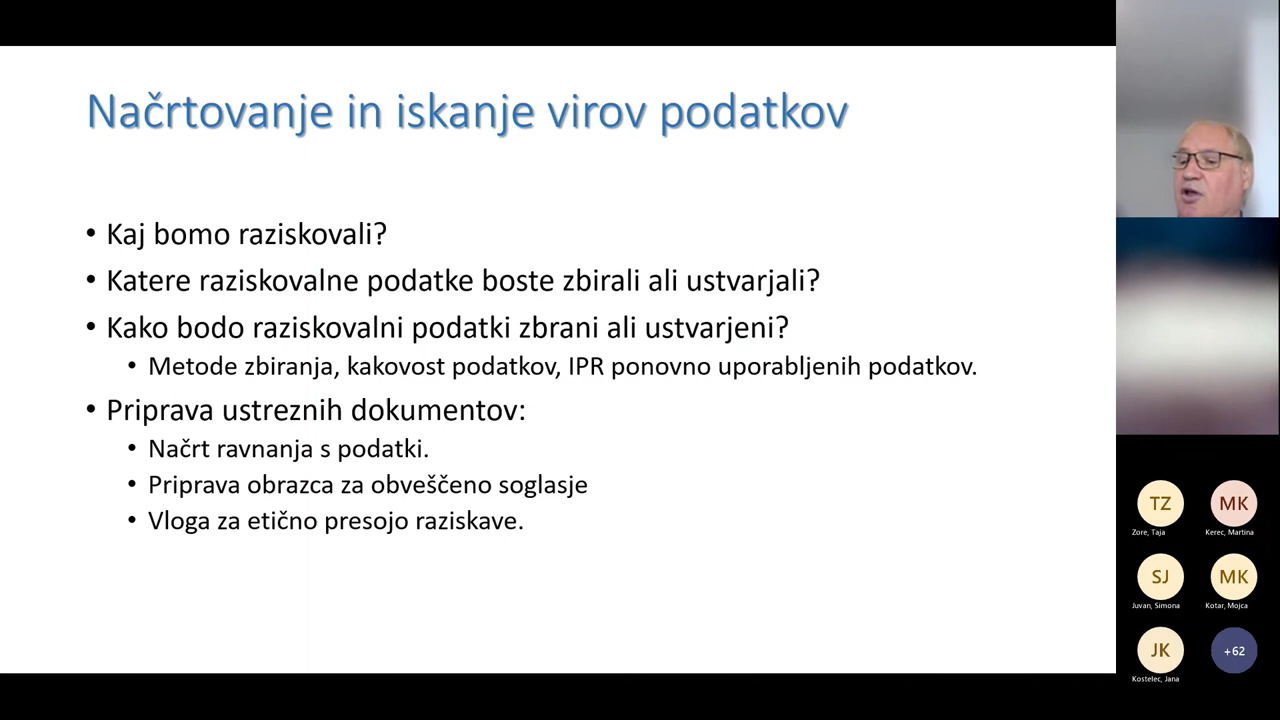 Načrtovanje in iskanje virov podatkov
• Kaj bomo raziskovali?
• Katere raziskovalne podatke boste zbirali ali ustvarjali?
• Kako bodo raziskovalni podatki zbrani ali ustvarjeni?
• Metode zbiranja, kakovost podatkov, IPR ponovno uporabljenih podatkov.
• Priprava ustreznih dokumentov:
• Načrt ravnanja s podatki.
• Priprava obrazca za obveščeno soglasje
• Vloga za etično presojo raziskave.
TZ MK
Zore, Taja Kerec, Martina
SJ MK
Juvan, Simona Kotar, Mojca
JK +62
Kostelec, Jana